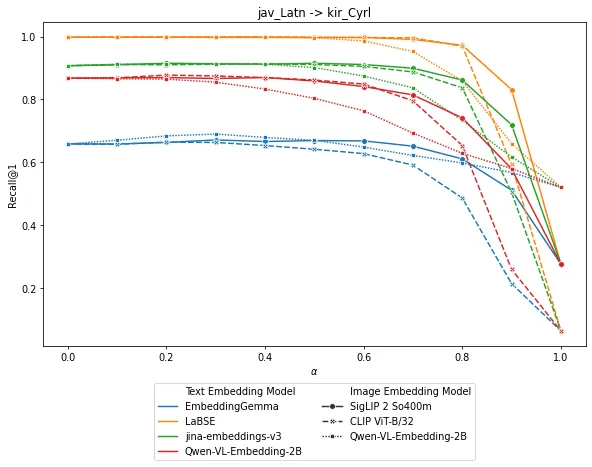 jav_Latn -> kir_Cyrl
1.0
0.8
0.6
0.4
0.2
Recall@1
0.0 0.2 0.4 0.6 0.8 1.0
α
Text Embedding Model Image Embedding Model
EmbeddingGemma SigLIP 2 So400m
LaBSE CLIP ViT-B/32
jina-embeddings-v3 Qwen-VL-Embedding-2B
Qwen-VL-Embedding-2B